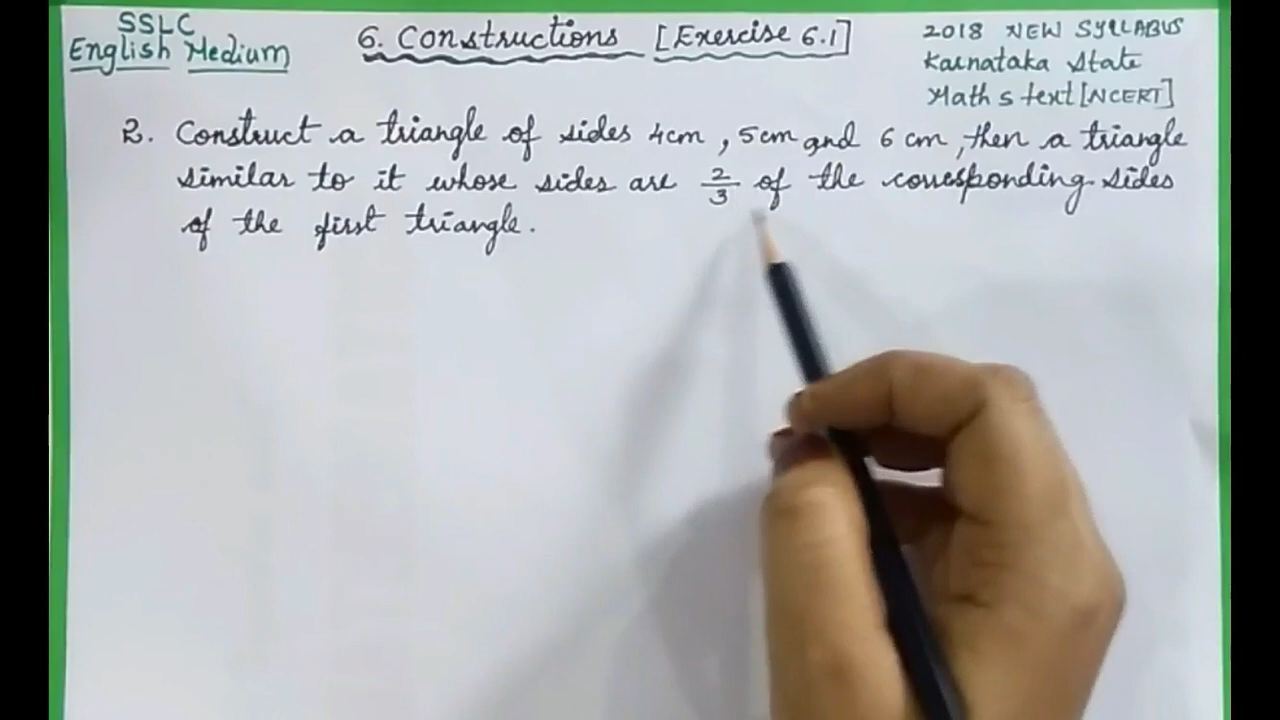 SSLC
English Medium
6. Constructions [Exercise 6.1]
2018 NEW SYLLABUS
Karnataka State
Maths text [NCERT]
2. Construct a triangle of sides 4cm, 5cm and 6 cm, then a triangle
similar to it whose sides are 2/3 of the corresponding sides
of the first triangle.